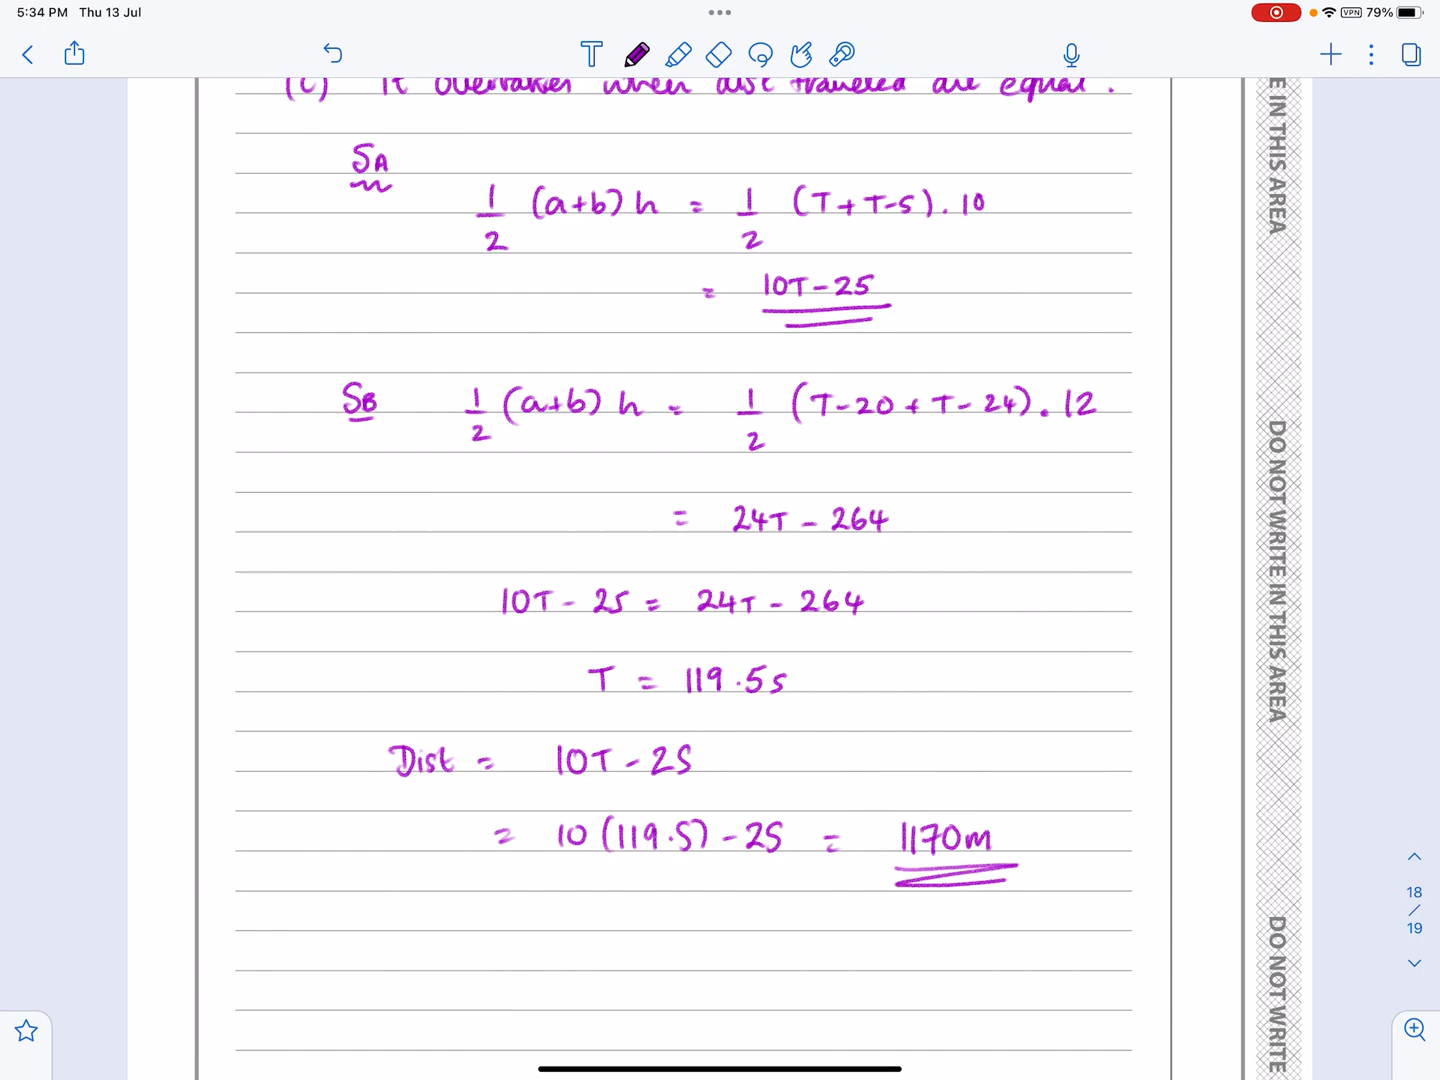 5:34 PM Thu 13 Jul
VPN 79%
(c) It overtakes when dist traveled are equal.
SA
1/2 (a+b) h = 1/2 (T+T-5).10
= 10T-25
SB 1/2 (a+b) h = 1/2 (T-20+T-24).12
= 24T-264
10T-25 = 24T-264
T = 119.5s
Dist = 10T-25
= 10(119.5)-25 = 1170m
E IN THIS AREA
DO NOT WRITE IN THIS AREA
DO NOT WRITE
18
/
19